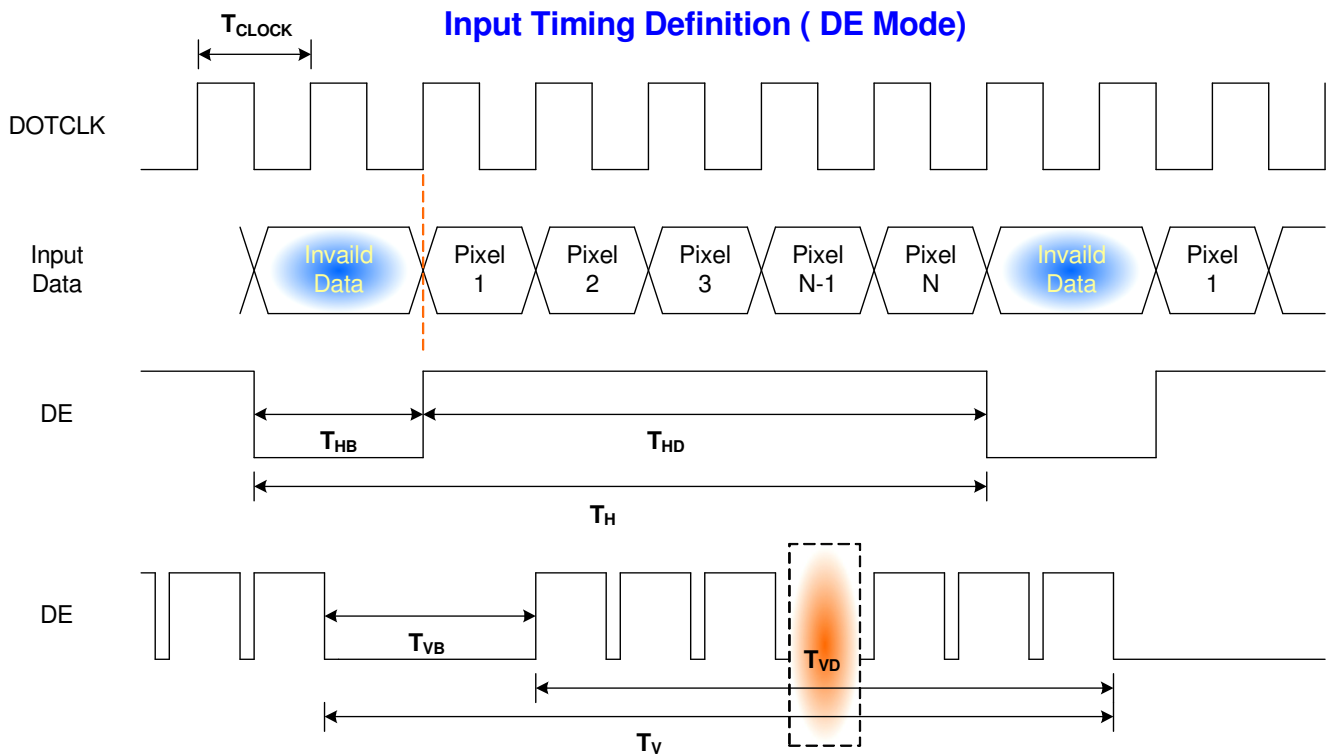 Input Timing Definition ( DE Mode)
TCLOCK
DOTCLK
Input
Data
Invaild
Data
Pixel
1
Pixel
2
Pixel
3
Pixel
N-1
Pixel
N
Invaild
Data
Pixel
1
DE
THB
THD
TH
DE
TVB
TVD
TV